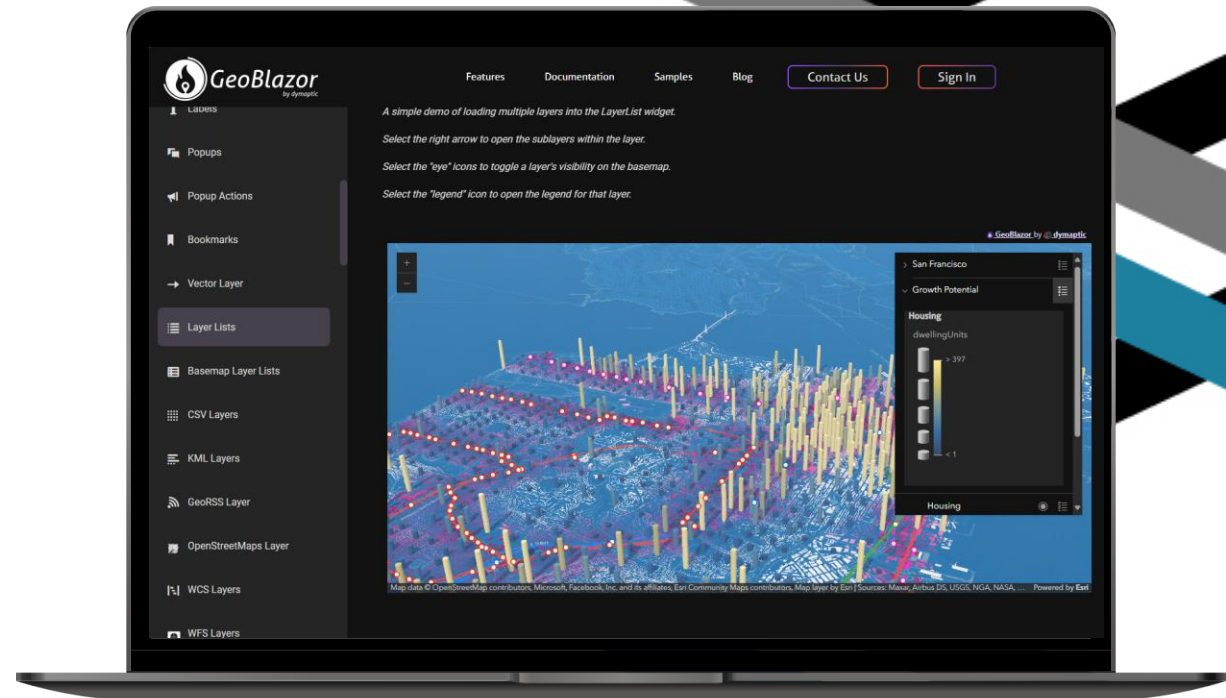 GeoBlazor
by dymaptic
Features
Documentation
Samples
Blog
Contact Us
Sign In
Labels
Popups
Popup Actions
Bookmarks
Vector Layer
Layer Lists
Basemap Layer Lists
CSV Layers
KML Layers
GeoRSS Layer
OpenStreetMaps Layer
WCS Layers
WFS Layers
A simple demo of loading multiple layers into the LayerList widget.
Select the right arrow to open the sublayers within the layer.
Select the "eye" icons to toggle a layer's visibility on the basemap.
Select the "legend" icon to open the legend for that layer.
GeoBlazor by dymaptic
+
−
San Francisco
Growth Potential
Housing
dwellingUnits
> 397
< 1
Housing
Map data © OpenStreetMap contributors, Microsoft, Facebook, Inc. and its affiliates, Esri Community Maps contributors, Map layer by Esri | Sources: Maxar, Airbus DS, USGS, NGA, NASA, ...
Powered by Esri